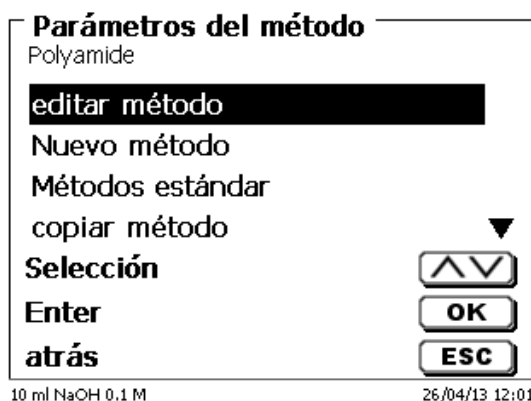 Parámetros del método
Polyamide
editar método
Nuevo método
Métodos estándar
copiar método
Selección
Enter OK
atrás ESC
10 ml NaOH 0.1 M 26/04/13 12:01